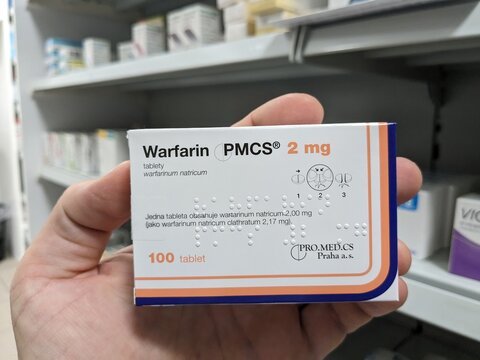 Warfarin PMCS® 2 mg
tablety
warfarinum natricum
1 2 3
Jedna tableta obsahuje warfarinum natricum 2,00 mg
(jako warfarinum natricum clathratum 2,17 mg).
100 tablet
PRO.MED.CS
Praha a. s.
VIG